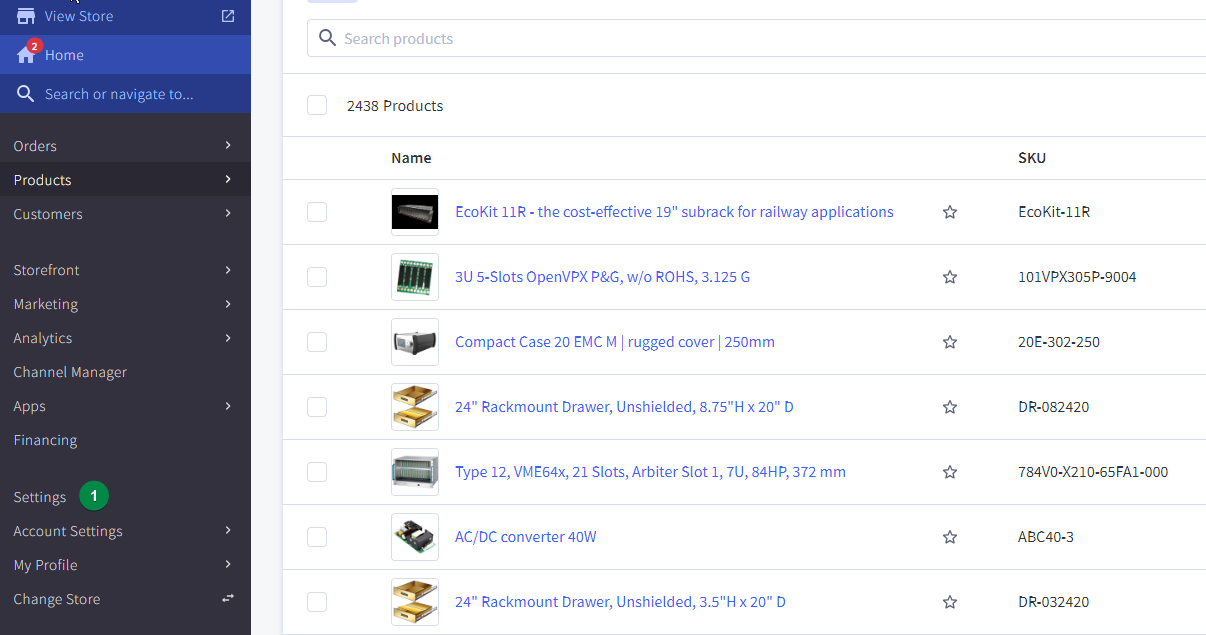 View Store
2
Home
Search or navigate to...
Orders
Products
Customers
Storefront
Marketing
Analytics
Channel Manager
Apps
Financing
Settings 1
Account Settings
My Profile
Change Store
Search products
2438 Products
Name SKU
EcoKit 11R - the cost-effective 19" subrack for railway applications EcoKit-11R
3U 5-Slots OpenVPX P&G, w/o ROHS, 3.125 G 101VPX305P-9004
Compact Case 20 EMC M | rugged cover | 250mm 20E-302-250
24" Rackmount Drawer, Unshielded, 8.75"H x 20" D DR-082420
Type 12, VME64x, 21 Slots, Arbiter Slot 1, 7U, 84HP, 372 mm 784V0-X210-65FA1-000
AC/DC converter 40W ABC40-3
24" Rackmount Drawer, Unshielded, 3.5"H x 20" D DR-032420